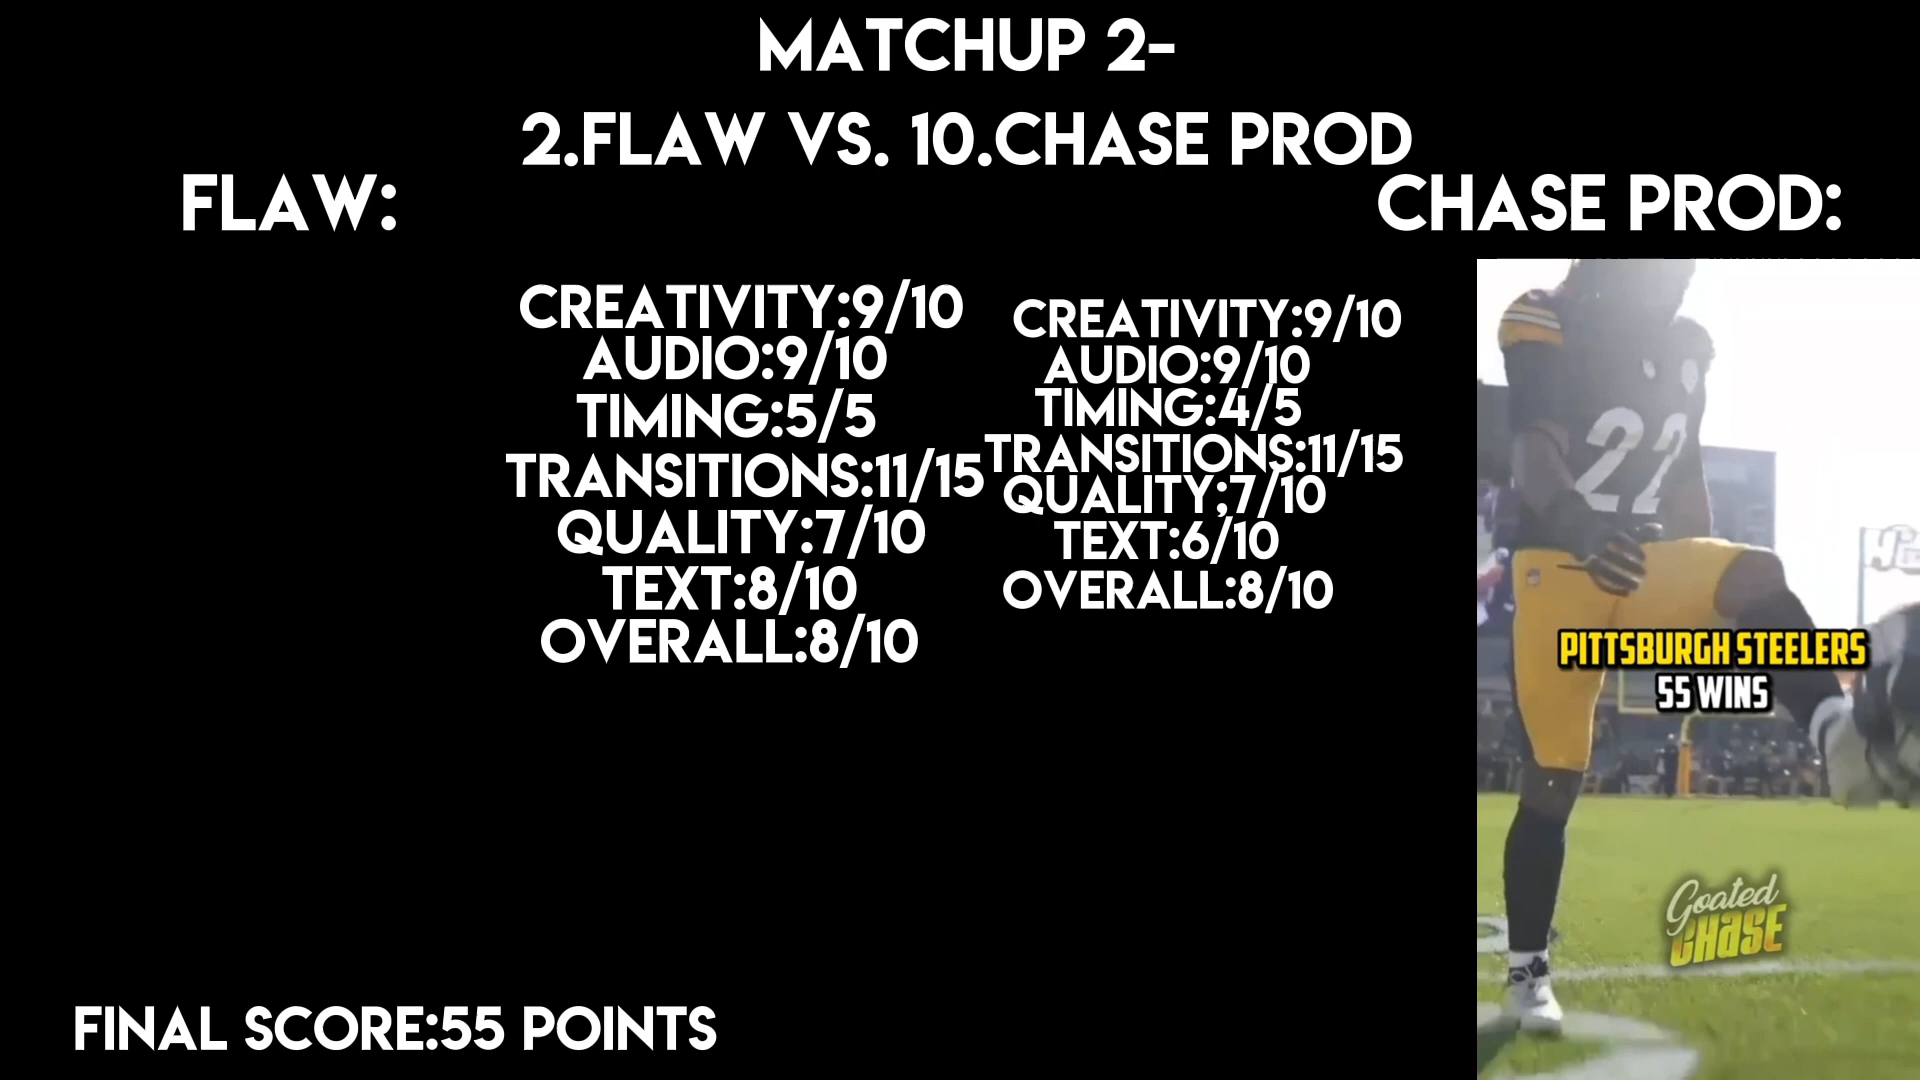 MATCHUP 2-
2.FLAW VS. 10.CHASE PROD
FLAW:
CHASE PROD:
CREATIVITY:9/10
AUDIO:9/10
TIMING:5/5
TRANSITIONS:11/15
QUALITY:7/10
TEXT:8/10
OVERALL:8/10
CREATIVITY:9/10
AUDIO:9/10
TIMING:4/5
TRANSITIONS:11/15
QUALITY;7/10
TEXT:6/10
OVERALL:8/10
22
PITTSBURGH STEELERS
55 WINS
Goated
CHASE
FINAL SCORE:55 POINTS